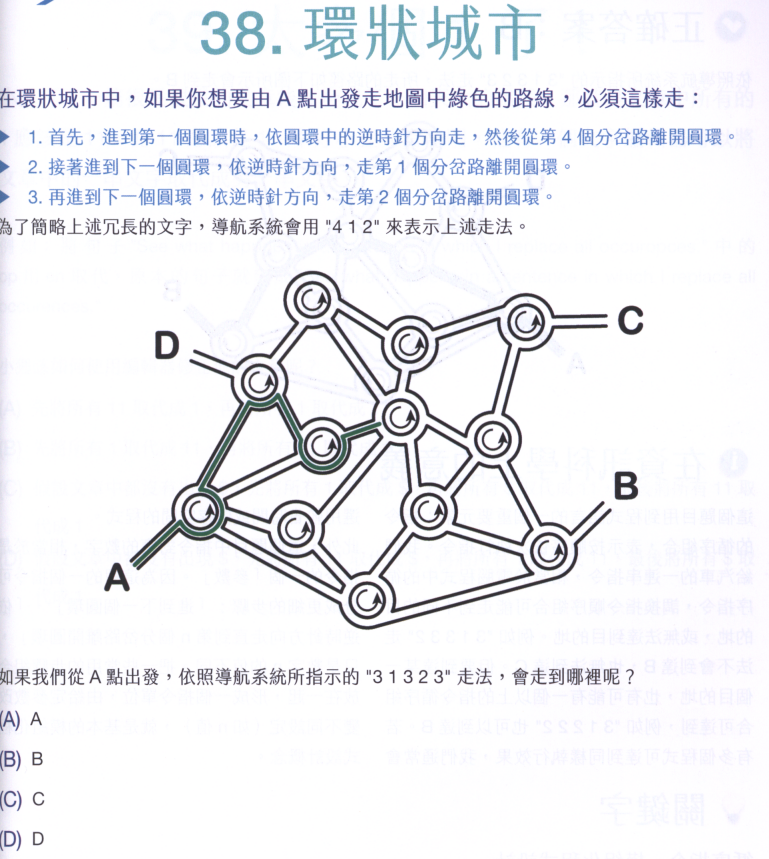 38. 環狀城市
在環狀城市中，如果你想要由 A 點出發走地圖中綠色的路線，必須這樣走：
1. 首先，進到第一個圓環時，依圓環中的逆時針方向走，然後從第 4 個分岔路離開圓環。
2. 接著進到下一個圓環，依逆時針方向，走第 1 個分岔路離開圓環。
3. 再進到下一個圓環，依逆時針方向，走第 2 個分岔路離開圓環。
為了簡略上述冗長的文字，導航系統會用 "4 1 2" 來表示上述走法。
C
D
B
A
如果我們從 A 點出發，依照導航系統所指示的 "3 1 3 2 3" 走法，會走到哪裡呢？
(A) A
(B) B
(C) C
(D) D